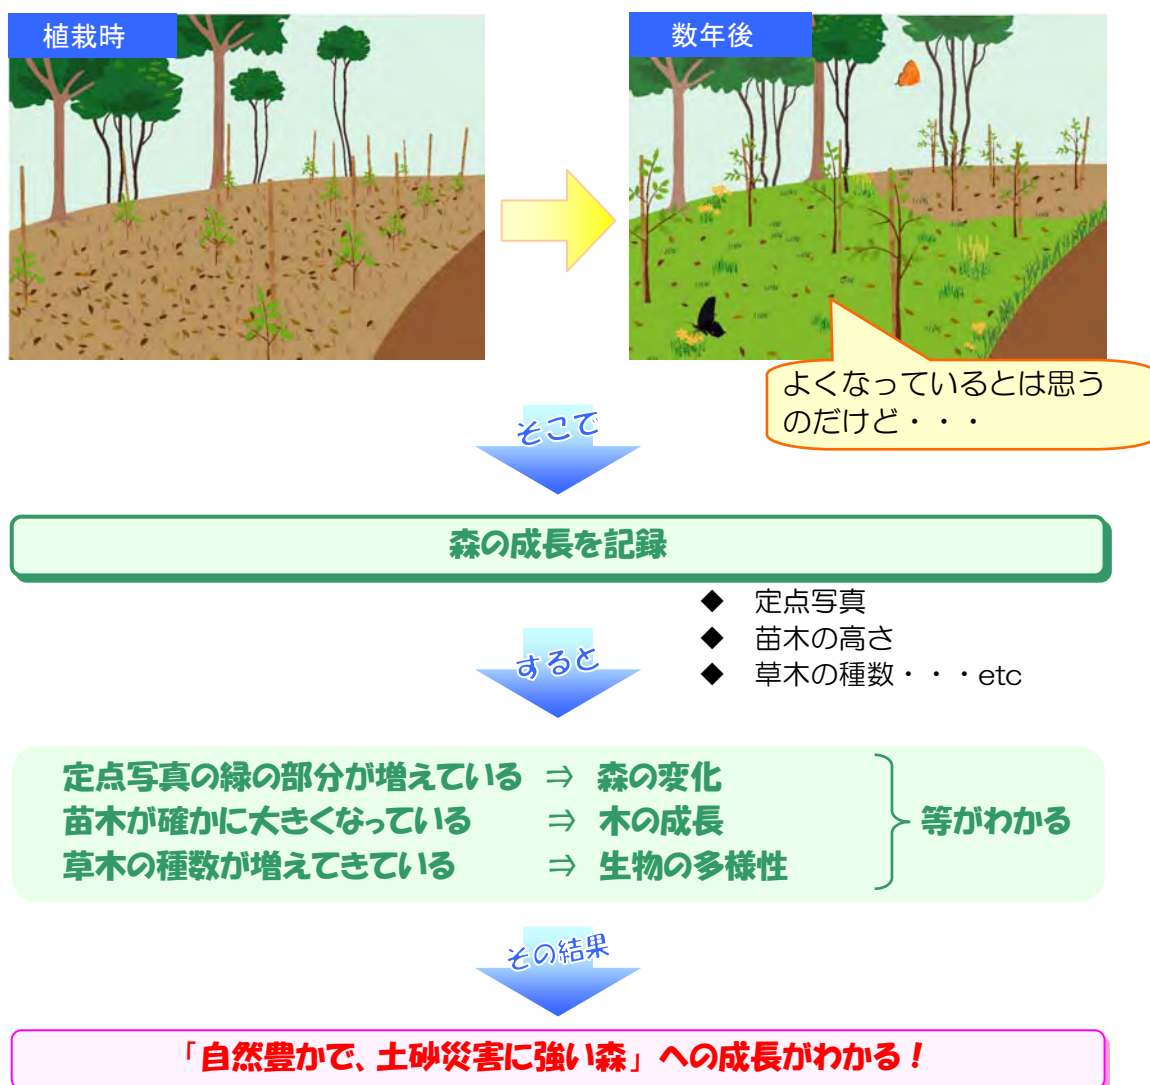 植栽時
数年後
よくなっているとは思う
のだけど・・・
そこで
森の成長を記録
◆ 定点写真
◆ 苗木の高さ
◆ 草木の種数・・・etc
すると
定点写真の緑の部分が増えている ⇒ 森の変化
苗木が確かに大きくなっている ⇒ 木の成長
草木の種数が増えてきている ⇒ 生物の多様性
等がわかる
その結果
「自然豊かで、土砂災害に強い森」への成長がわかる！